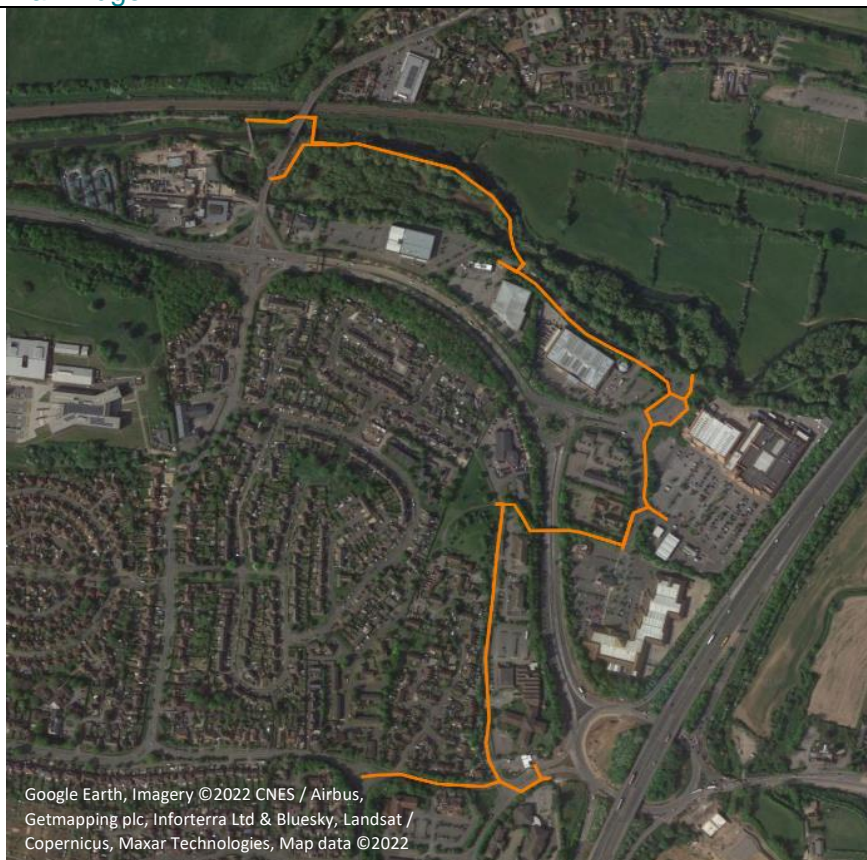 Google Earth, Imagery ©2022 CNES / Airbus,
Getmapping plc, Inforterra Ltd & Bluesky, Landsat /
Copernicus, Maxar Technologies, Map data ©2022